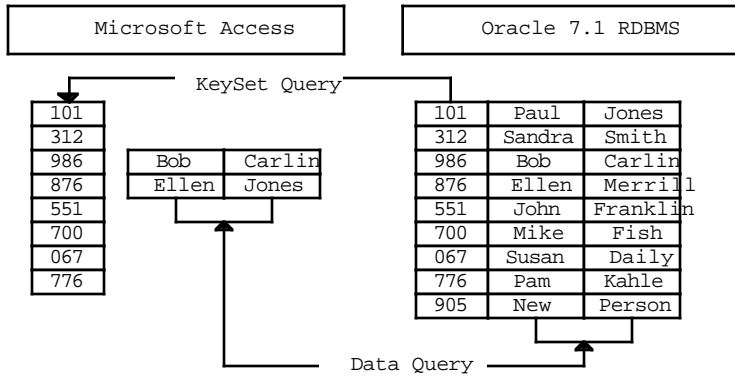 Microsoft Access
Oracle 7.1 RDBMS
KeySet Query
101
312
986
876
551
700
067
776
Bob Carlin
Ellen Jones
101 Paul Jones
312 Sandra Smith
986 Bob Carlin
876 Ellen Merrill
551 John Franklin
700 Mike Fish
067 Susan Daily
776 Pam Kahle
905 New Person
Data Query